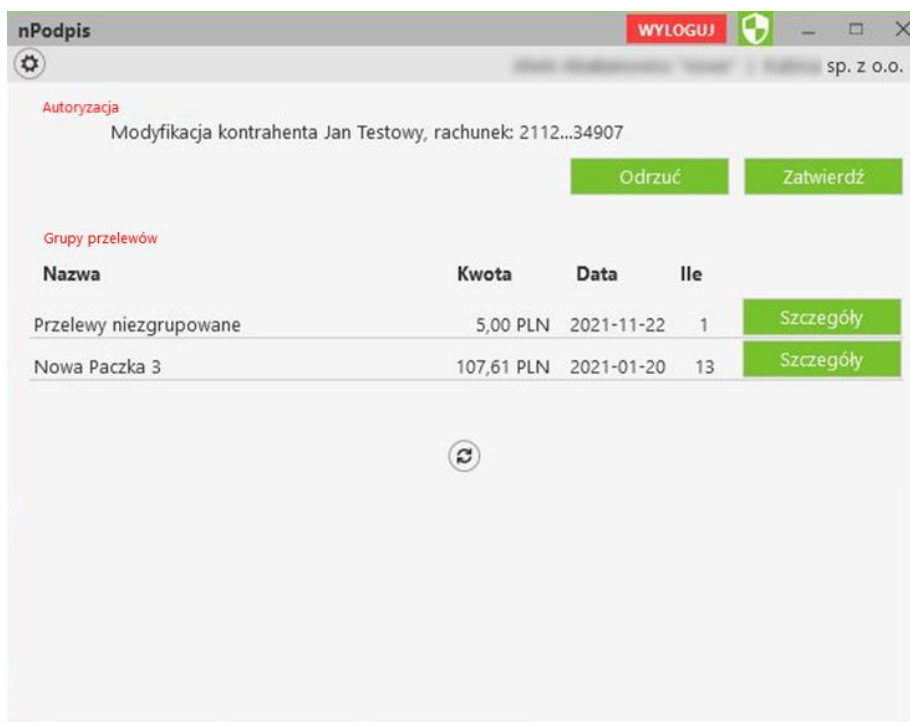 nPodpis WYLOGUJ
sp. z o.o.
Autoryzacja
Modyfikacja kontrahenta Jan Testowy, rachunek: 2112...34907
Odrzuć Zatwierdź
Grupy przelewów
Nazwa Kwota Data Ile
Przelewy niezgrupowane 5,00 PLN 2021-11-22 1 Szczegóły
Nowa Paczka 3 107,61 PLN 2021-01-20 13 Szczegóły